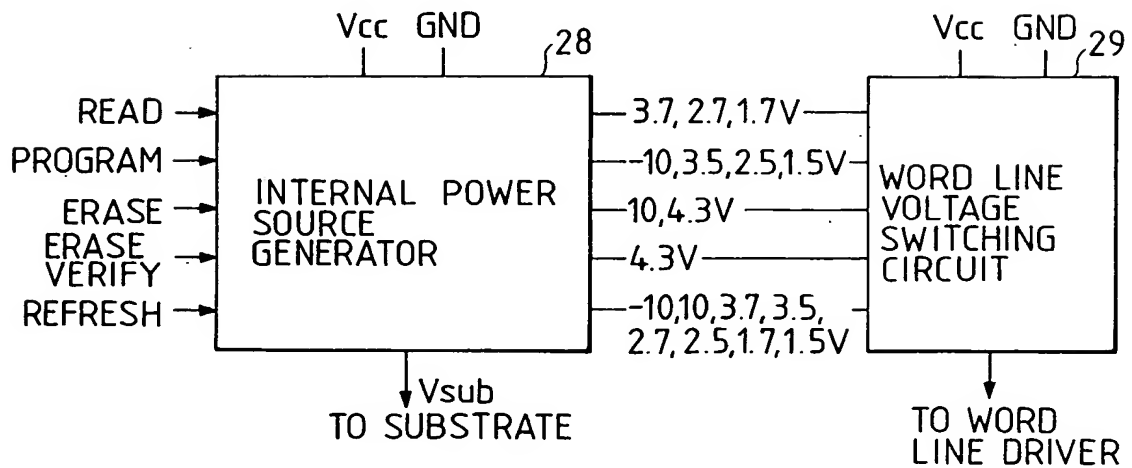 Vcc GND
28
Vcc GND
29
READ
PROGRAM
ERASE
ERASE
VERIFY
REFRESH
INTERNAL POWER
SOURCE
GENERATOR
3.7, 2.7, 1.7V
-10, 3.5, 2.5, 1.5V
10, 4.3V
4.3V
-10, 10, 3.7, 3.5,
2.7, 2.5, 1.7, 1.5V
WORD LINE
VOLTAGE
SWITCHING
CIRCUIT
Vsub
TO SUBSTRATE
TO WORD
LINE DRIVER